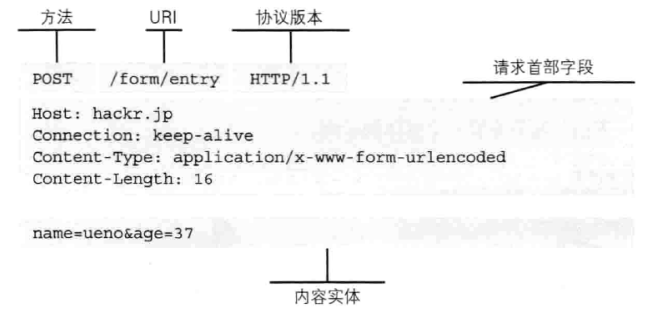 方法 URI 协议版本
POST /form/entry HTTP/1.1
请求首部字段
Host: hackr.jp
Connection: keep-alive
Content-Type: application/x-www-form-urlencoded
Content-Length: 16
name=ueno&age=37
内容实体